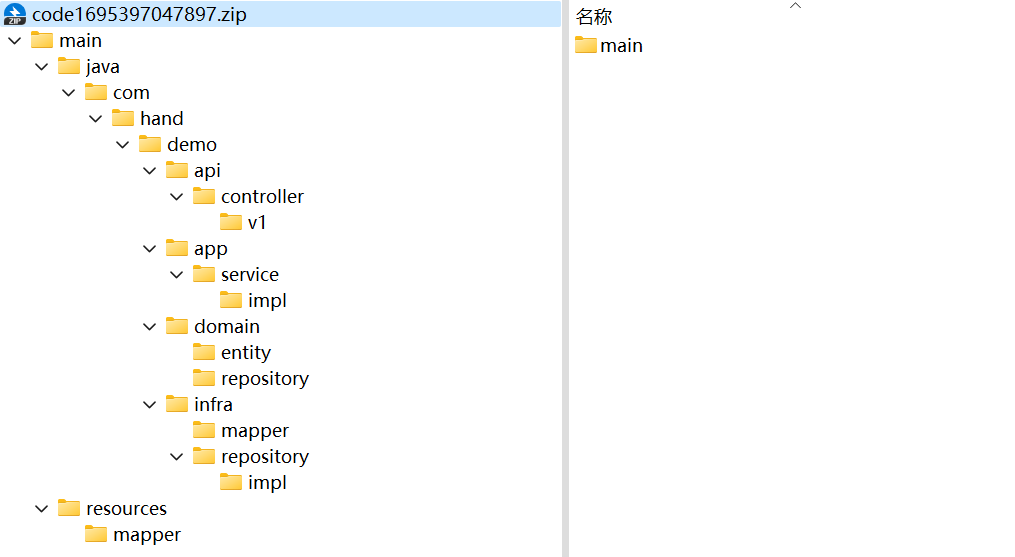 code1695397047897.zip
main
java
com
hand
demo
api
controller
v1
app
service
impl
domain
entity
repository
infra
mapper
repository
impl
resources
mapper
名称
main
ZIP